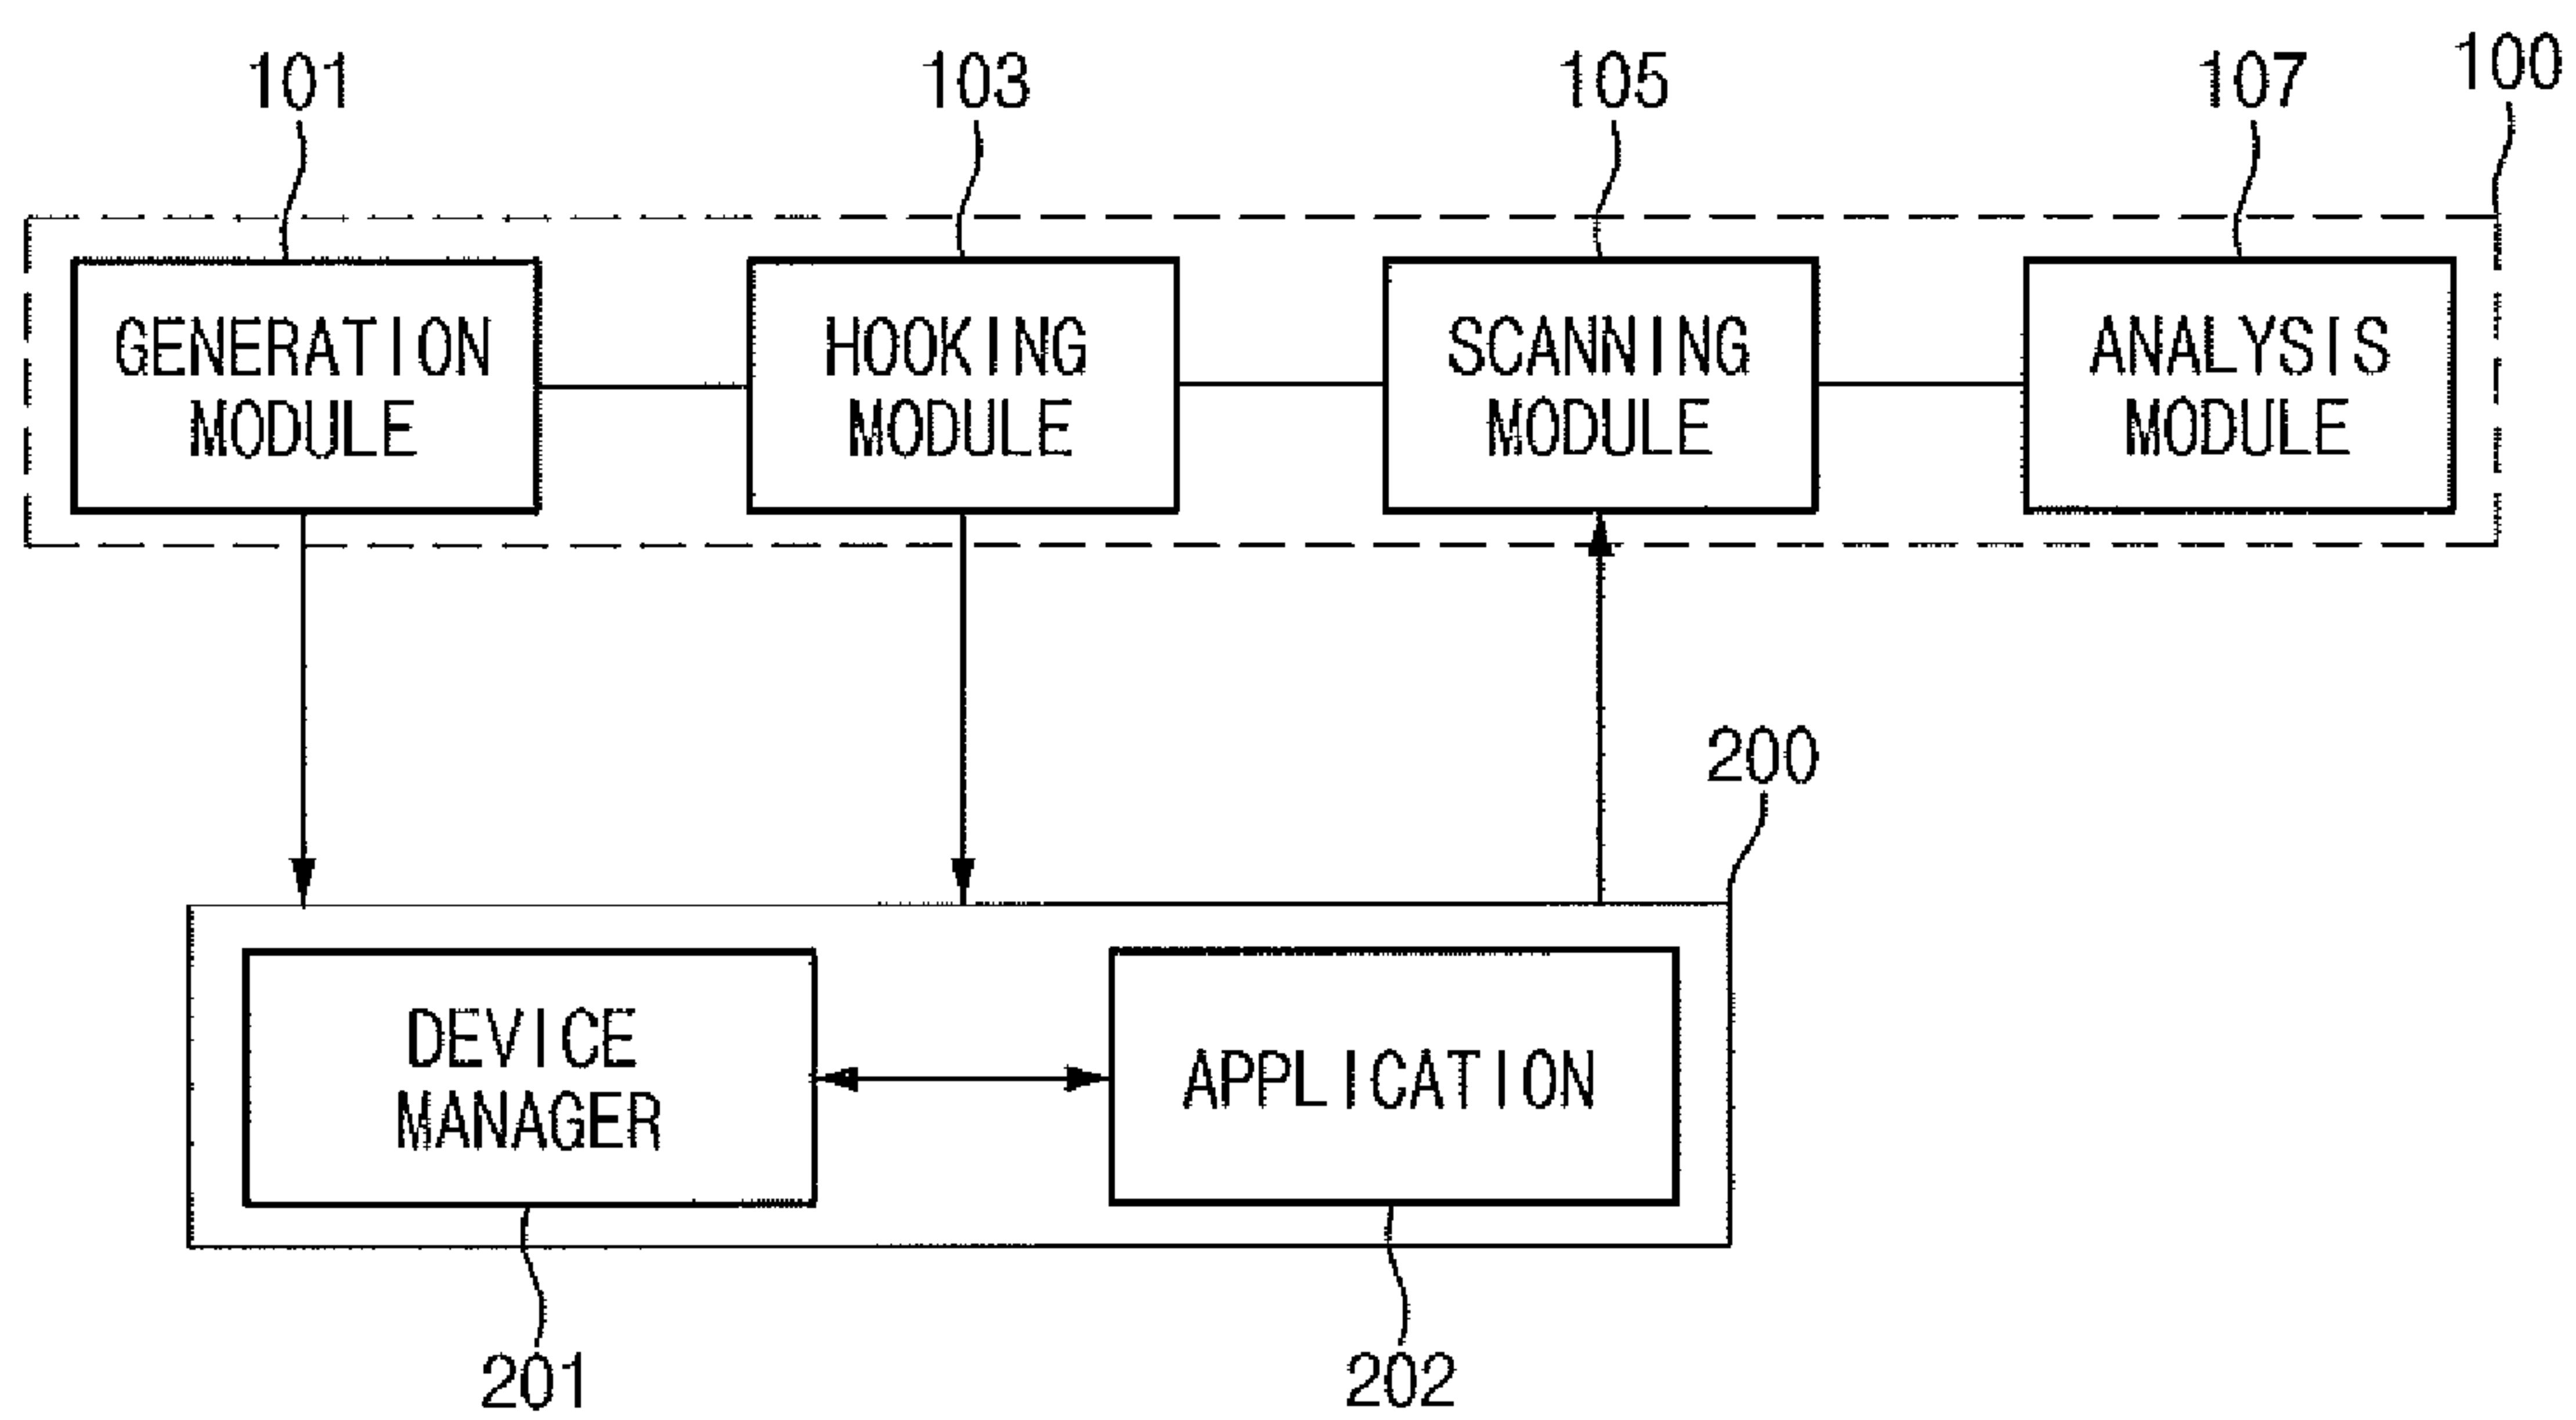 101
103
105
107
100
GENERATION
MODULE
HOOKING
MODULE
SCANNING
MODULE
ANALYSIS
MODULE
200
DEVICE
MANAGER
APPLICATION
201
202